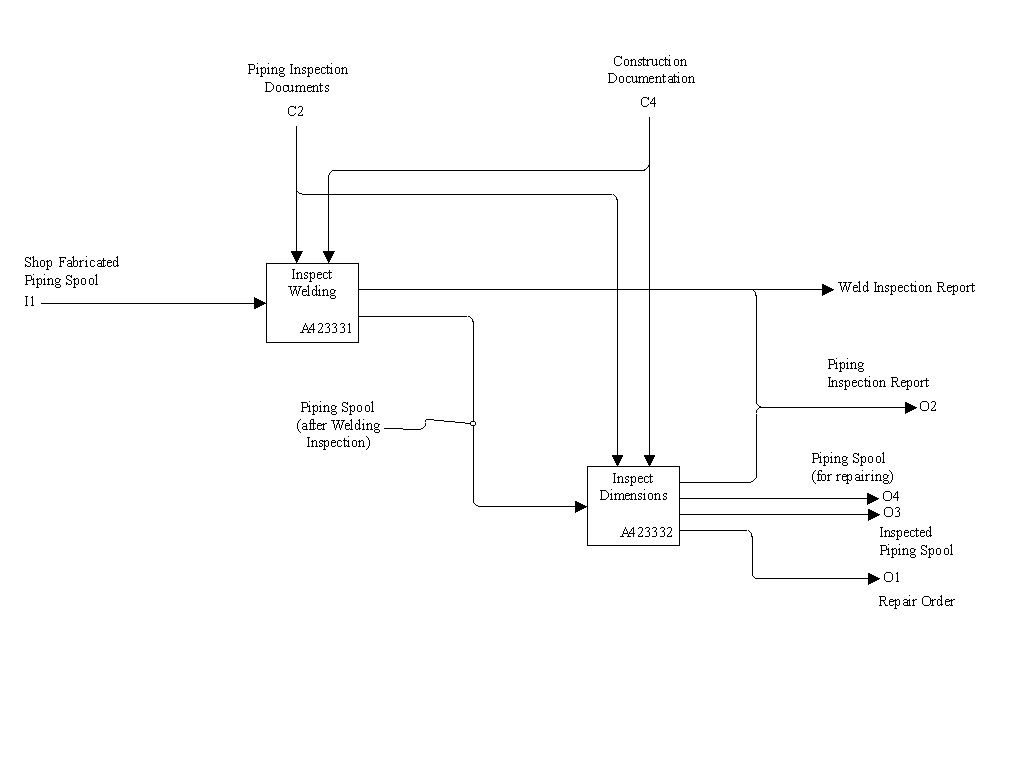 Piping Inspection
Documents
C2
Construction
Documentation
C4
Shop Fabricated
Piping Spool
I1
Inspect
Welding
A423331
Weld Inspection Report
Piping
Inspection Report
O2
Piping Spool
(after Welding
Inspection)
Inspect
Dimensions
A423332
Piping Spool
(for repairing)
O4
O3
Inspected
Piping Spool
O1
Repair Order